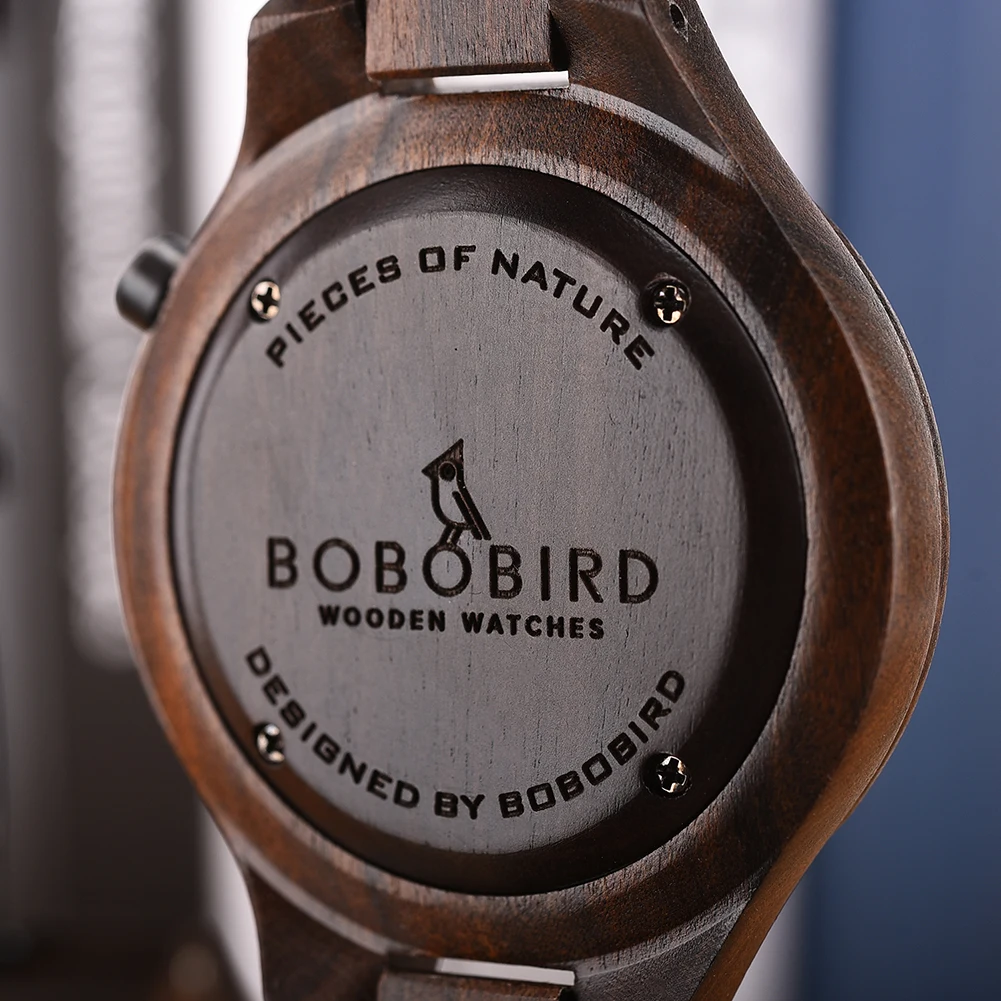 PIECES OF NATURE
BOBOBIRD
WOODEN WATCHES
DESIGNED BY BOBOBIRD